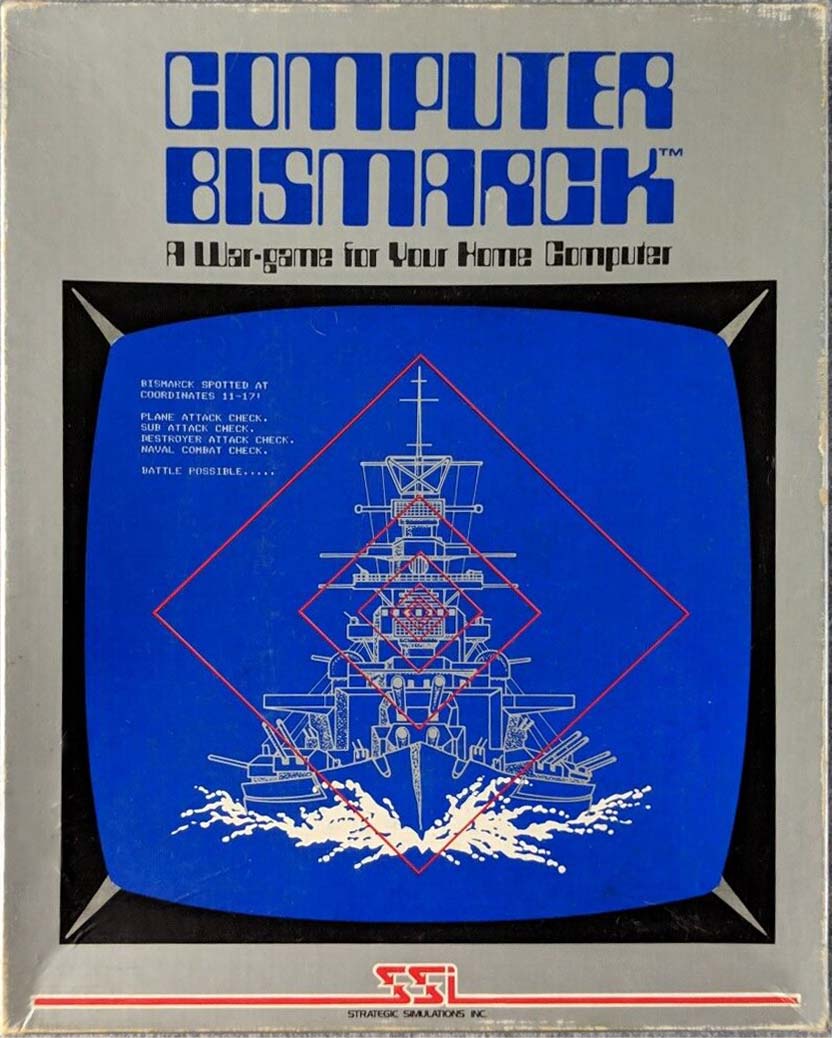 COMPUTER
BISMARCK™
A War-game for Your Home Computer
BISMARCK SPOTTED AT
COORDINATES 11-17!
PLANE ATTACK CHECK.
SUB ATTACK CHECK.
DESTROYER ATTACK CHECK.
NAVAL COMBAT CHECK.
BATTLE POSSIBLE.....
SSI
STRATEGIC SIMULATIONS INC.